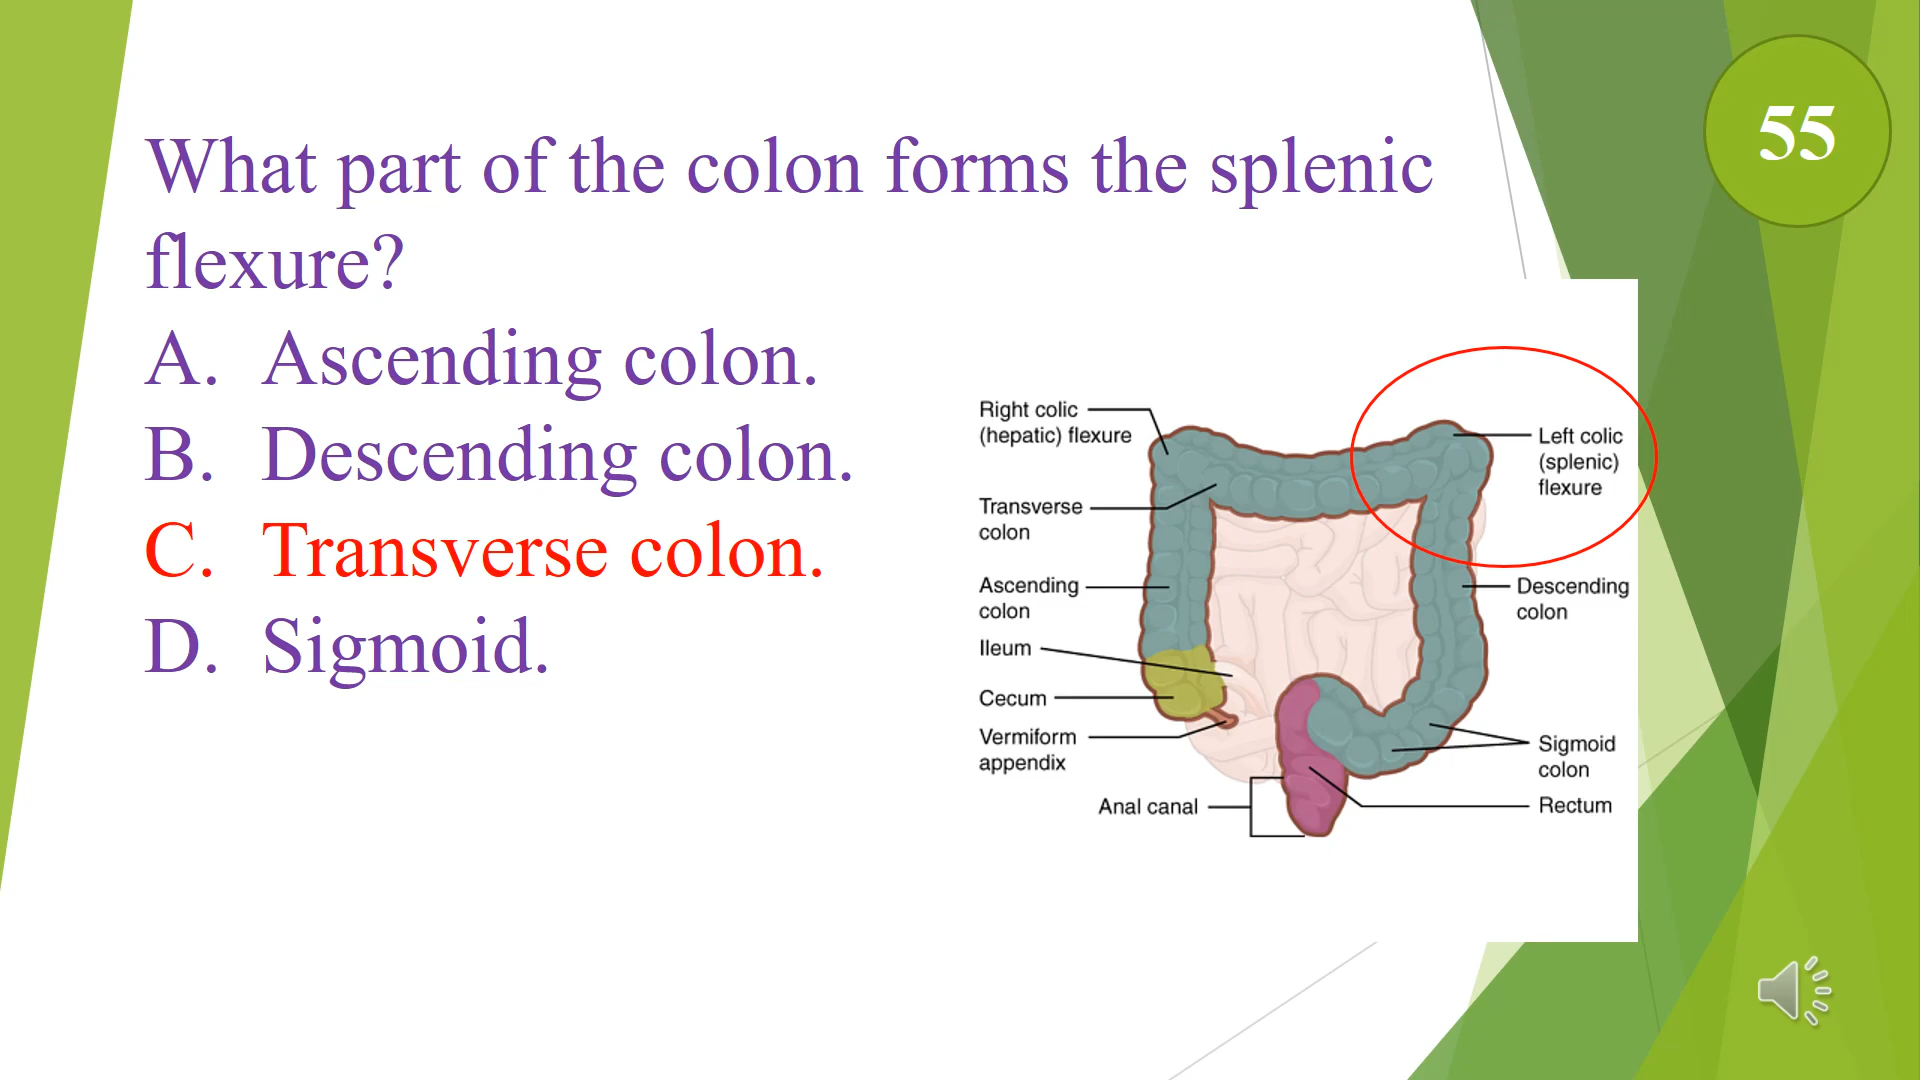 55
What part of the colon forms the splenic
flexure?
A. Ascending colon.
B. Descending colon.
C. Transverse colon.
D. Sigmoid.
Right colic
(hepatic) flexure
Transverse
colon
Ascending
colon
Ileum
Cecum
Vermiform
appendix
Anal canal
Left colic
(splenic)
flexure
Descending
colon
Sigmoid
colon
Rectum